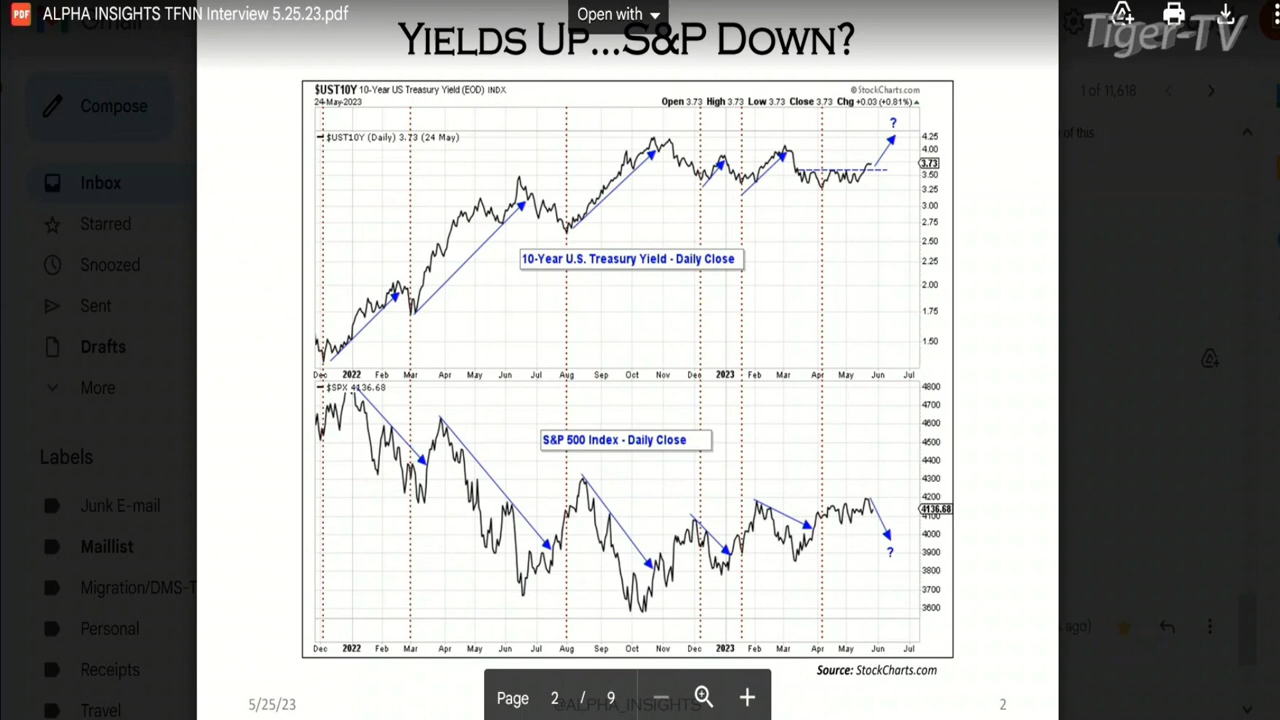 PDF ALPHA INSIGHTS TFNN Interview 5.25.23.pdf
Open with
Tiger-TV
Compose
1 of 11,618
Inbox
Starred
Snoozed
Sent
Drafts
More
Labels
Junk E-mail
Maillist
Migration/DMS-T
Personal
Receipts
Travel
of this
ago)
YIELDS UP...S&P DOWN?
$UST10Y 10-Year US Treasury Yield (EOD) INDX
© StockCharts.com
24-May-2023
Open 3.73 High 3.73 Low 3.73 Close 3.73 Chg +0.03 (+0.81%)
$UST10Y (Daily) 3.73 (24 May)
?
4.25
4.00
3.73
3.50
3.25
3.00
2.75
2.50
2.25
2.00
1.75
1.50
10-Year U.S. Treasury Yield - Daily Close
Dec 2022 Feb Mar Apr May Jun Jul Aug Sep Oct Nov Dec 2023 Feb Mar Apr May Jun Jul
$SPX 4136.68
4800
4700
4600
4500
4400
4300
4200
4136.68
4100
4000
3900
3800
3700
3600
S&P 500 Index - Daily Close
?
Dec 2022 Feb Mar Apr May Jun Jul Aug Sep Oct Nov Dec 2023 Feb Mar Apr May Jun Jul
Source: StockCharts.com
5/25/23
@ALPHA_INSIGHTS
2
Page 2 / 9